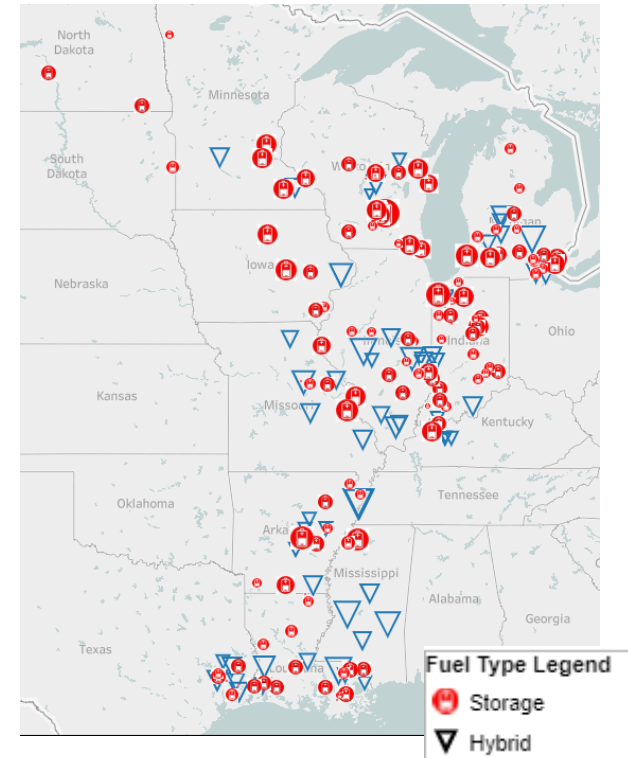 North
Dakota
Minnesota
South
Dakota
Iowa
Nebraska
Ohio
Indiana
Kansas
Kentucky
Oklahoma
Tennessee
Mississippi
Alabama
Georgia
Texas
Fuel Type Legend
Storage
Hybrid